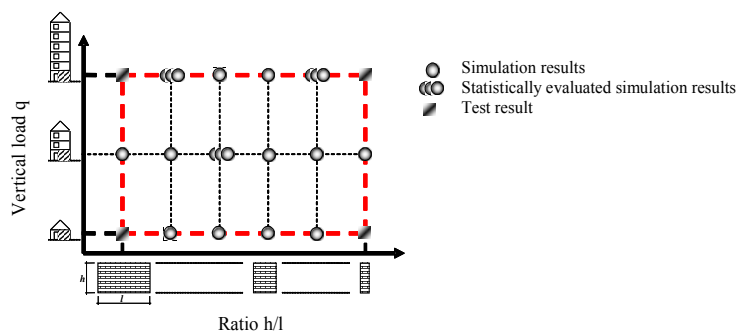 Simulation results
Statistically evaluated simulation results
Test result
Vertical load q
h
l
Ratio h/l